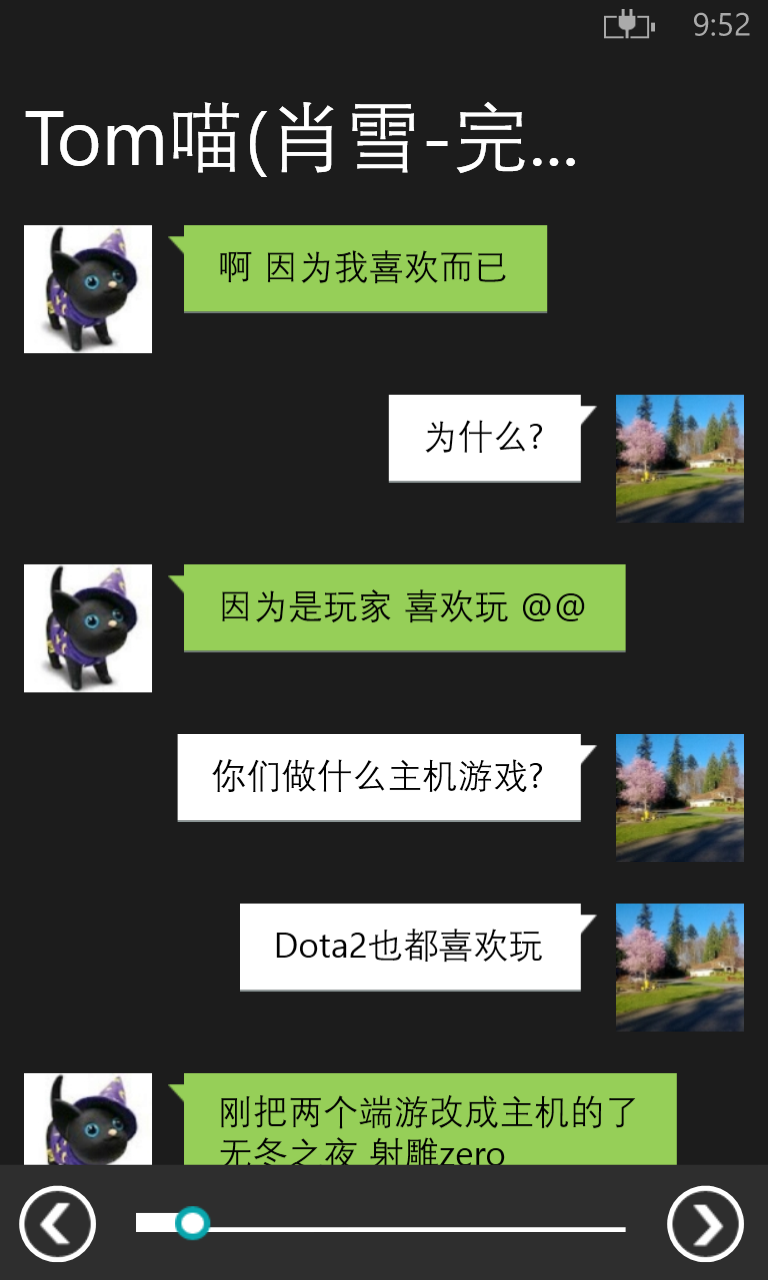 9:52
Tom喵(肖雪-完...
啊 因为我喜欢而已
为什么?
因为是玩家 喜欢玩 @@
你们做什么主机游戏?
Dota2也都喜欢玩
刚把两个端游改成主机的了
无冬之夜 射雕zero